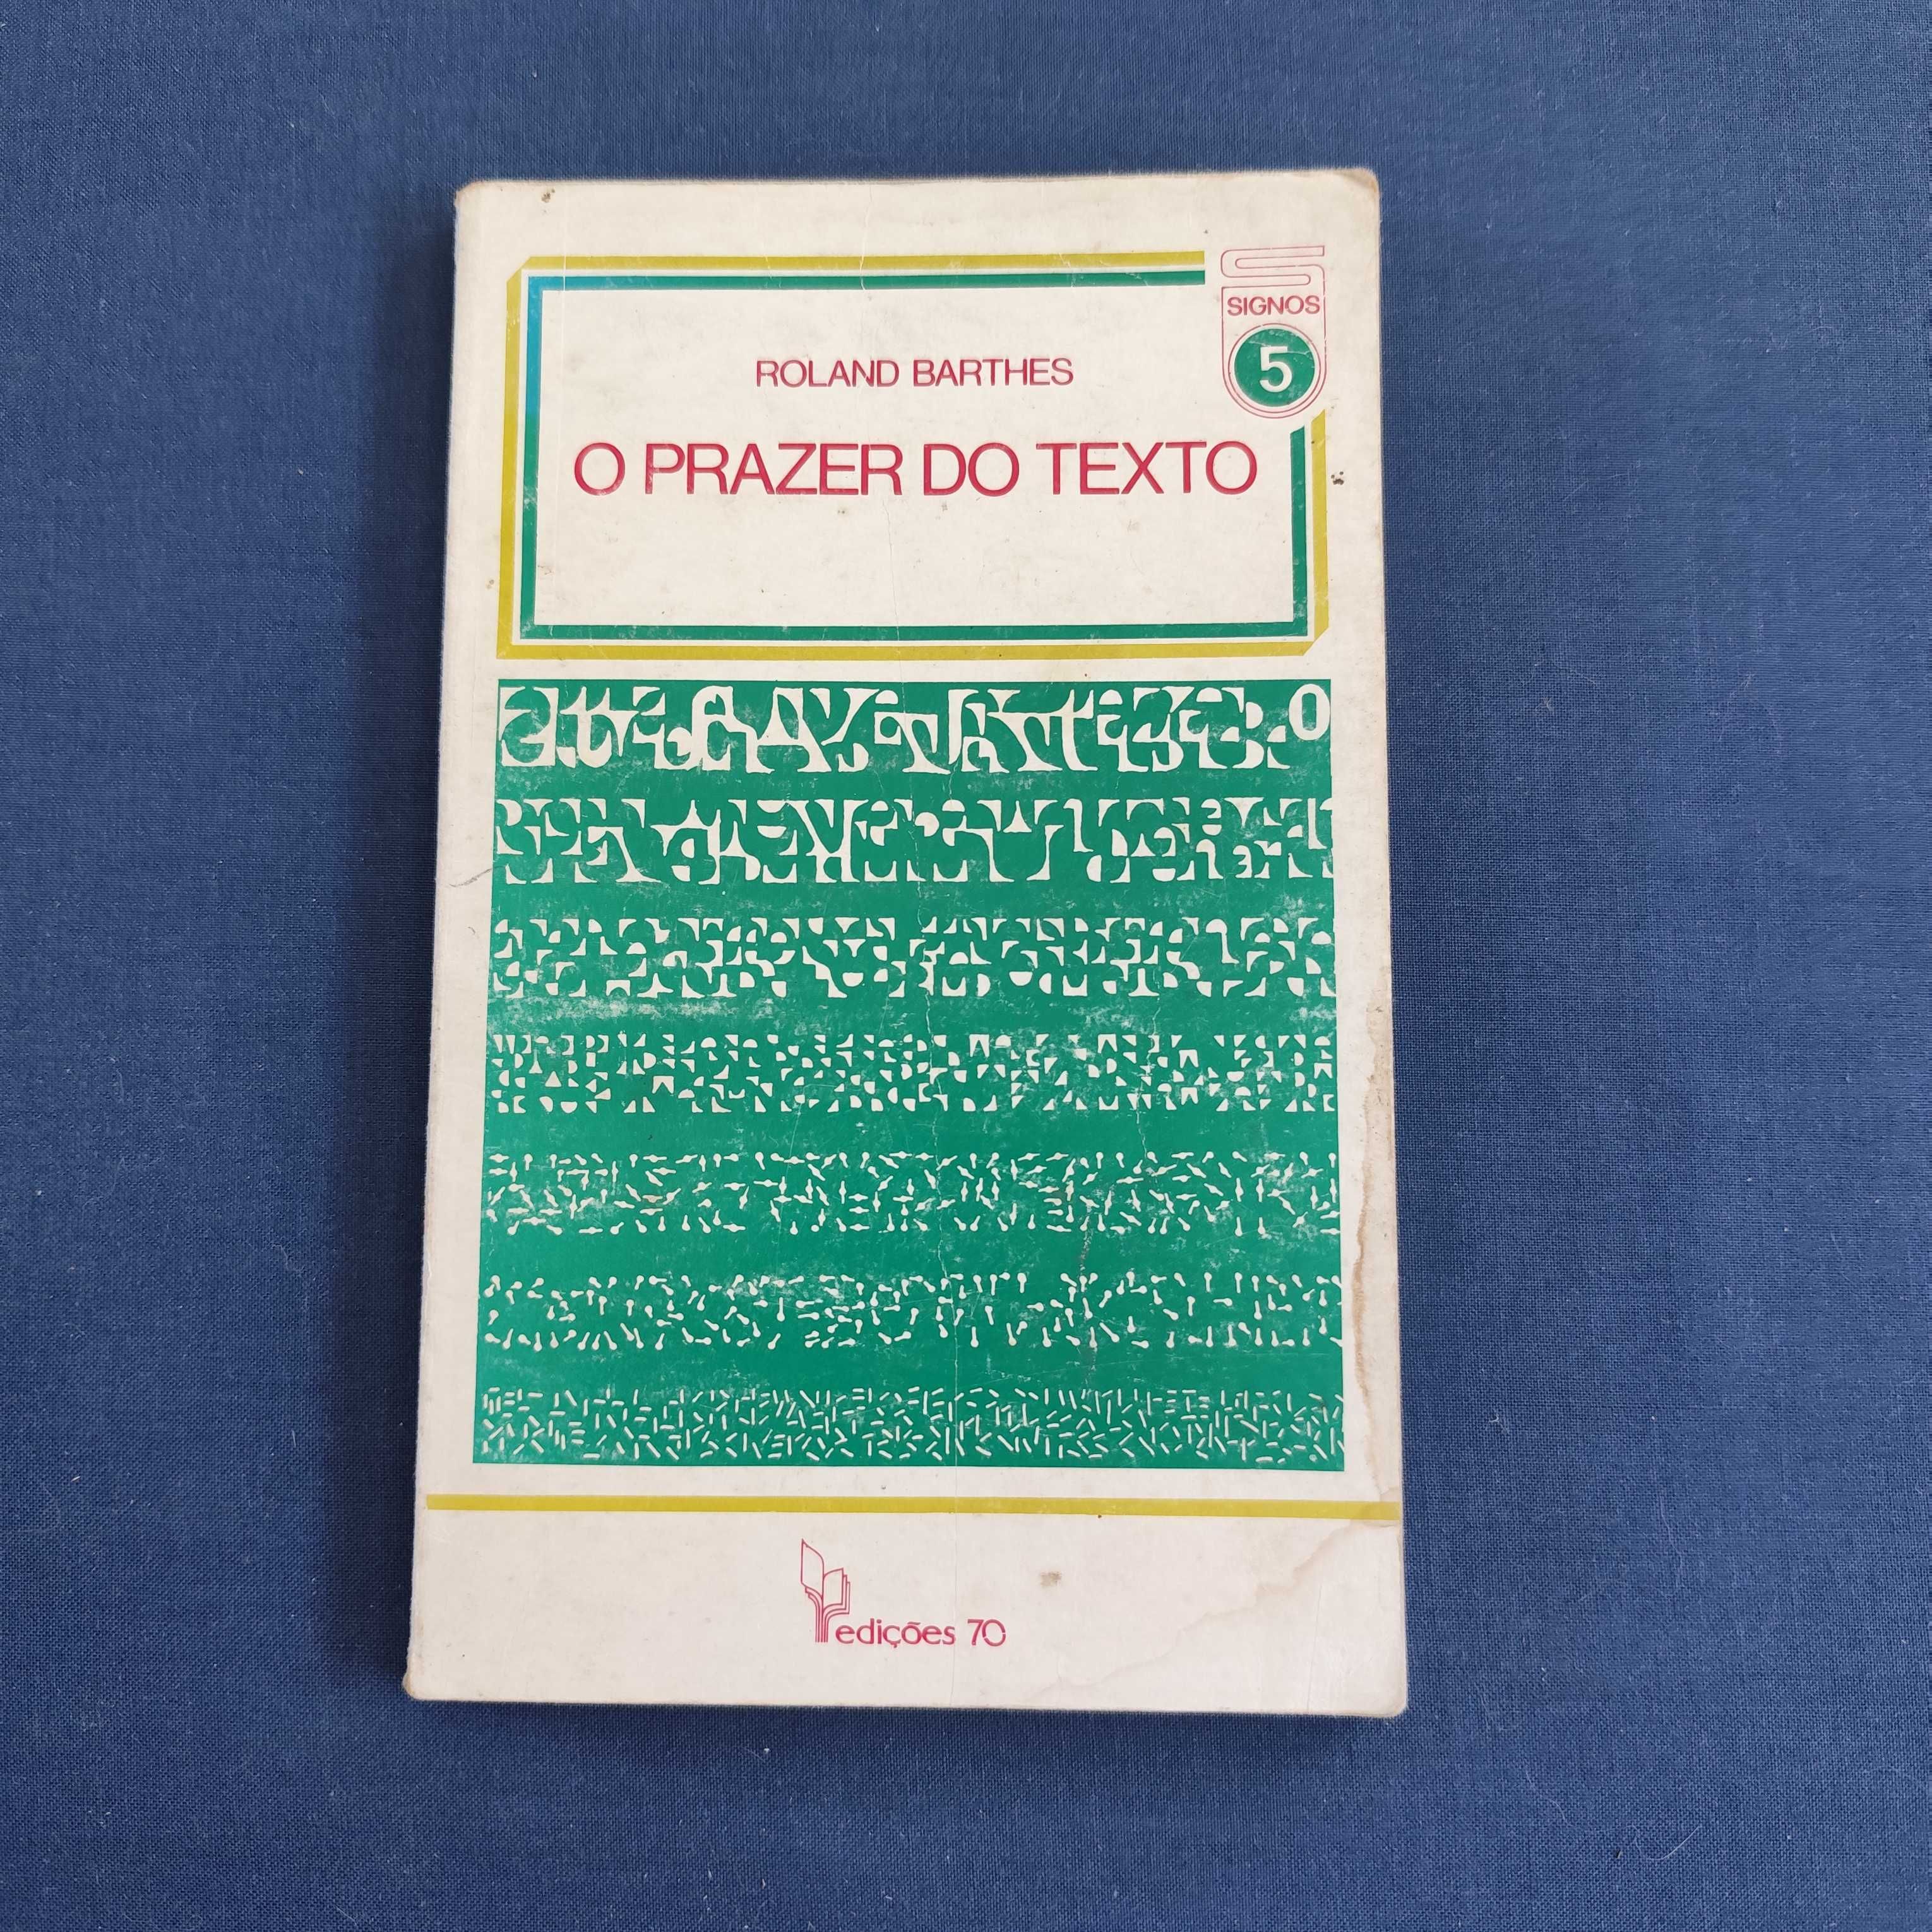 SIGNOS
5
ROLAND BARTHES
O PRAZER DO TEXTO
edições 70